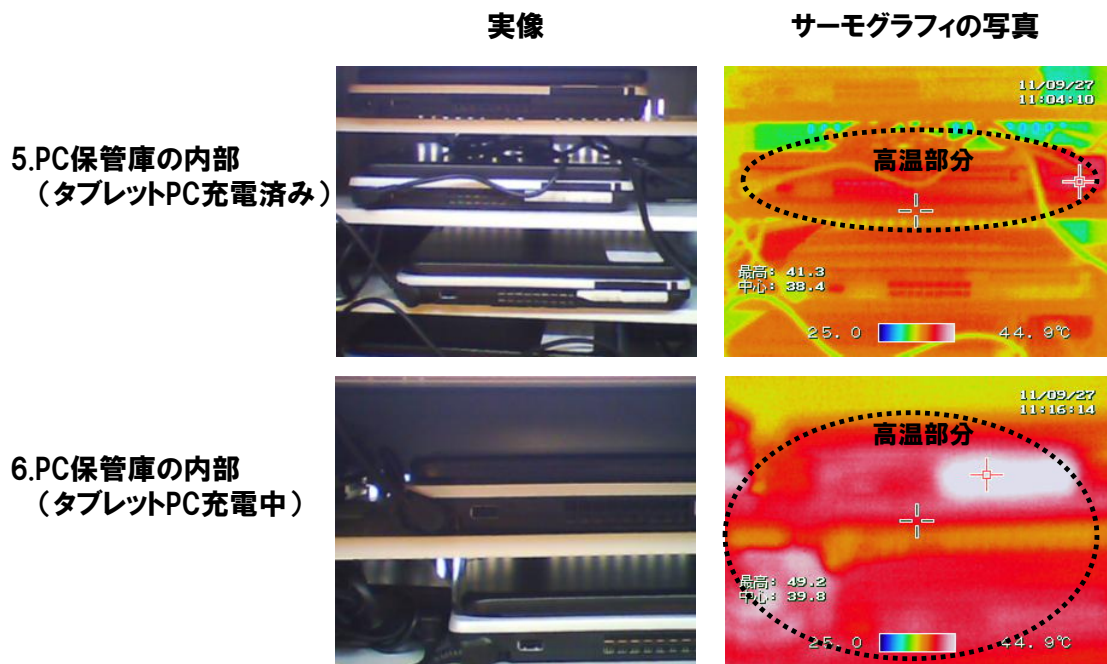 実像
サーモグラフィの写真
5.PC保管庫の内部
(タブレットPC充電済み)
11/09/27
11:04:10
高温部分
最高: 41.3
中心: 38.4
25.0 44.9℃
6.PC保管庫の内部
(タブレットPC充電中)
11/09/27
11:16:14
高温部分
最高: 49.2
中心: 39.8
25.0 44.9℃